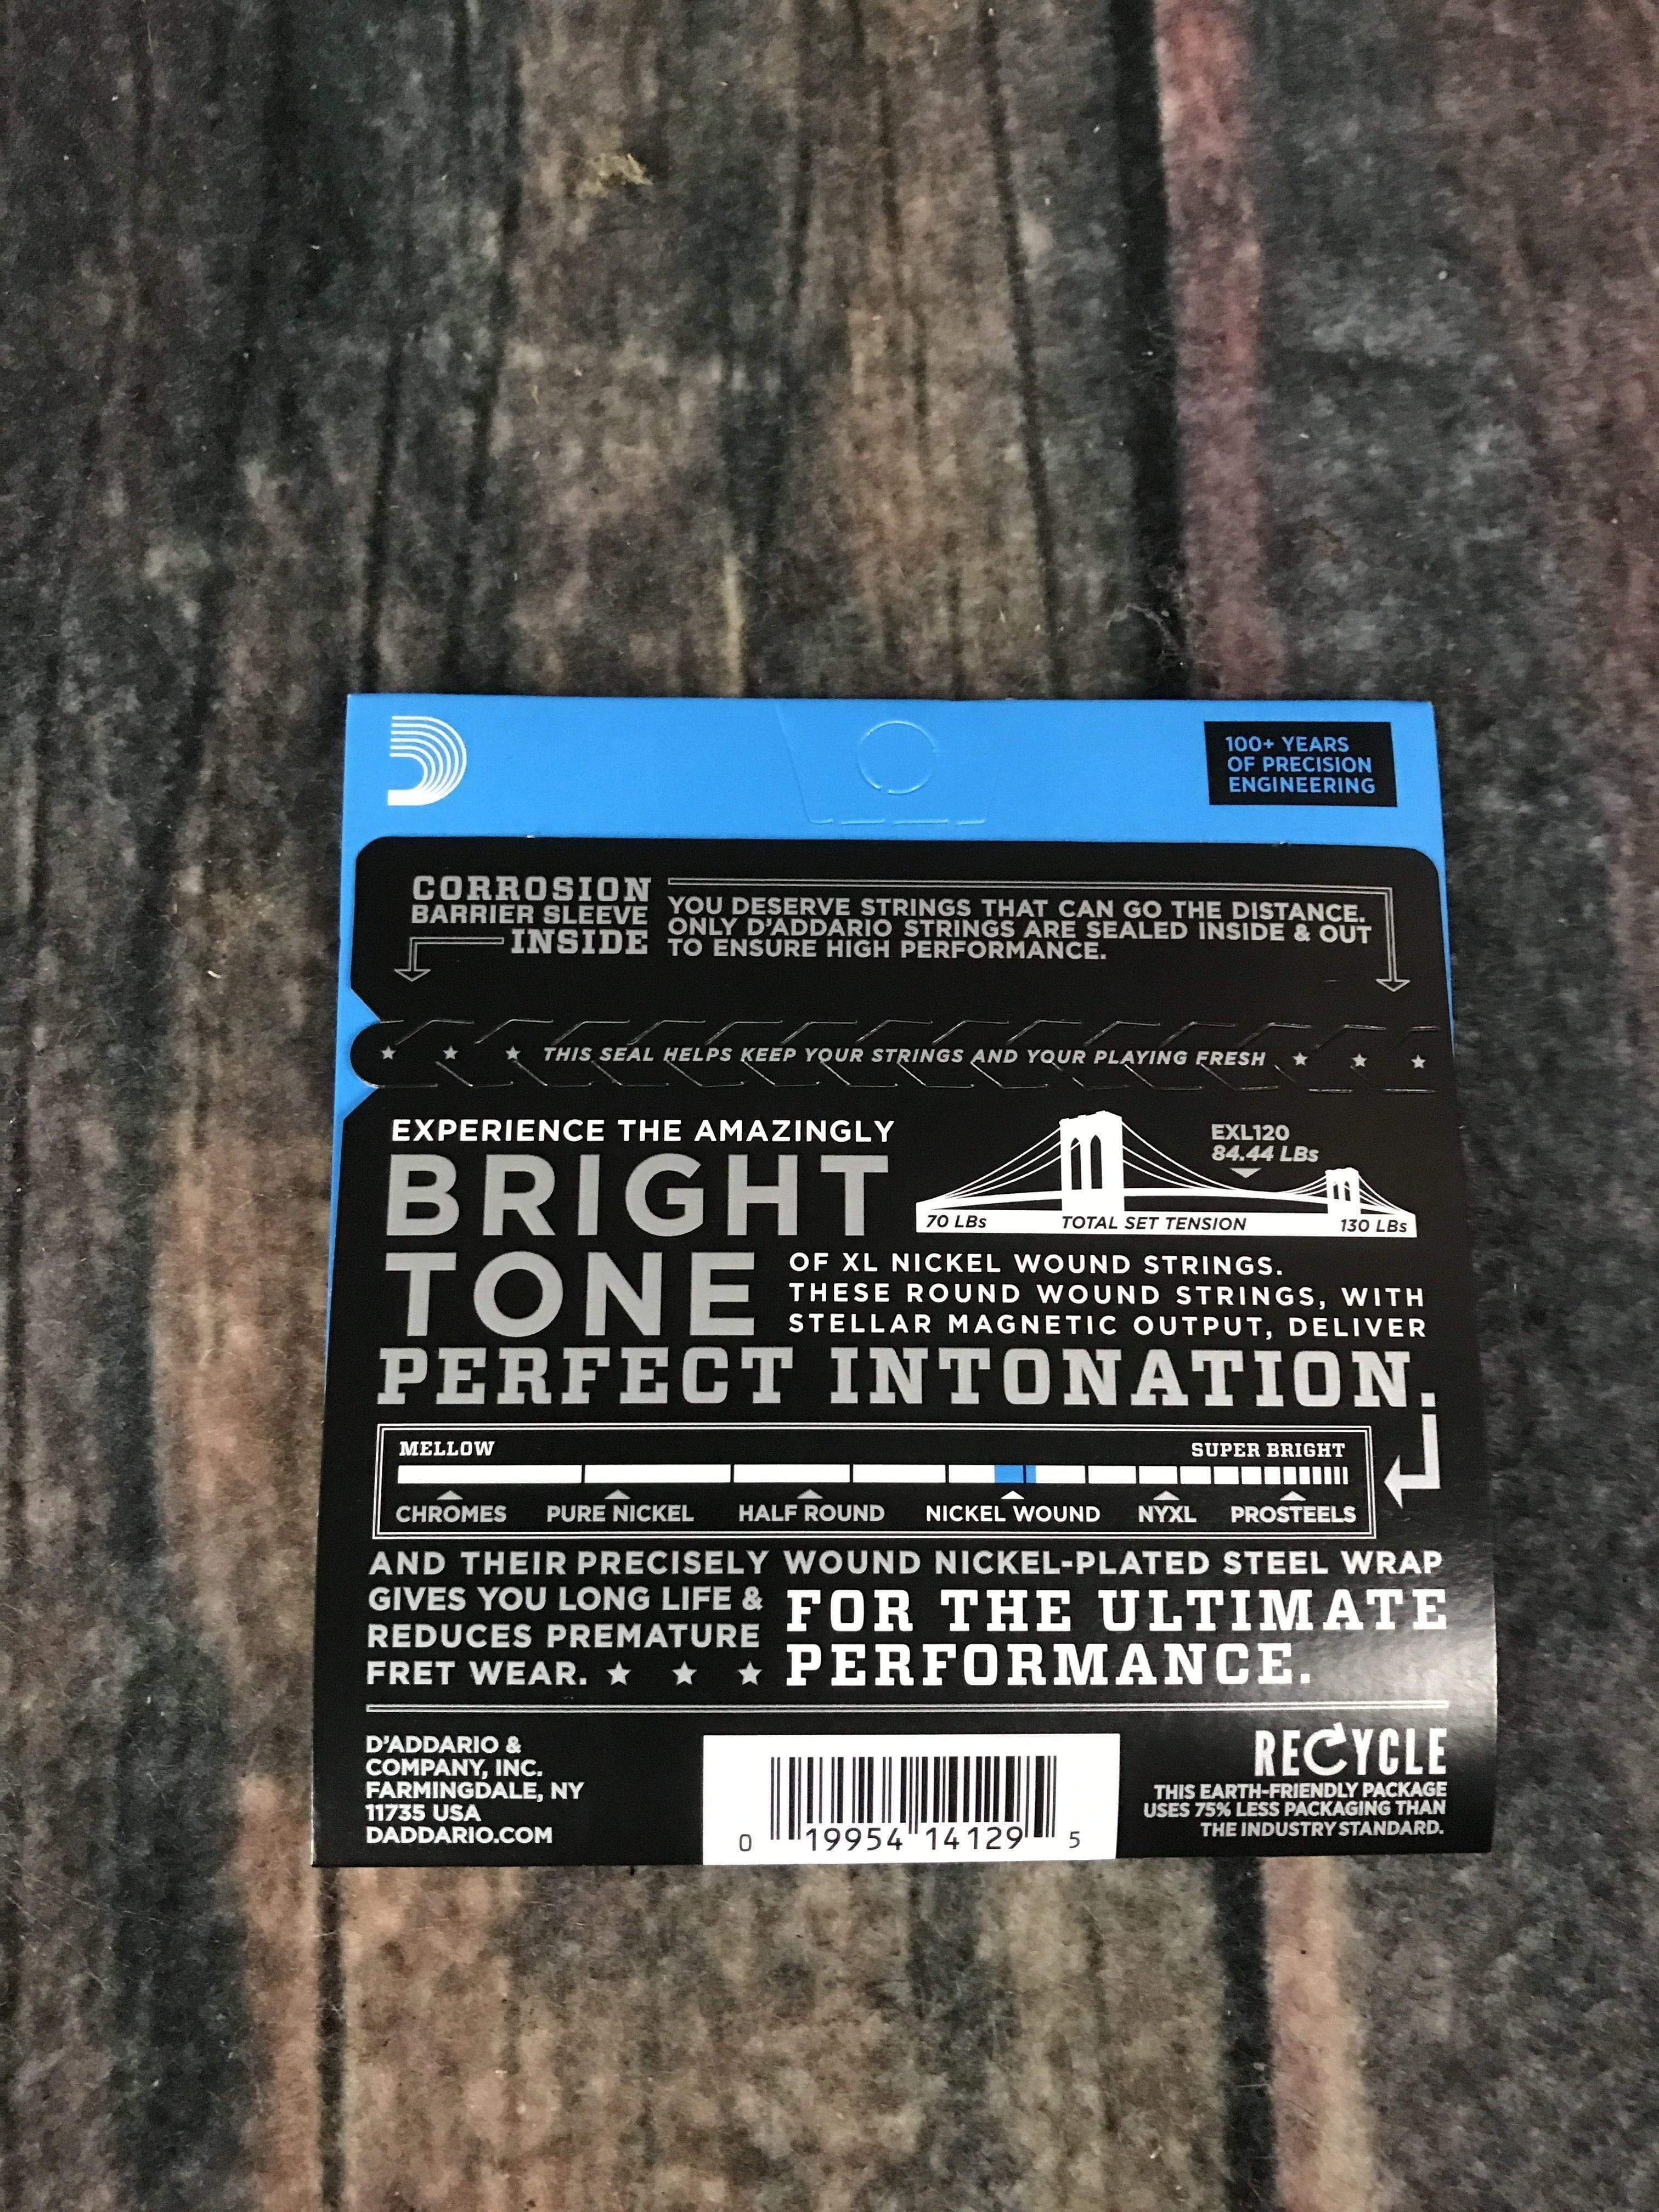 100+ YEARS
OF PRECISION
ENGINEERING
CORROSION
BARRIER SLEEVE
INSIDE
YOU DESERVE STRINGS THAT CAN GO THE DISTANCE.
ONLY D'ADDARIO STRINGS ARE SEALED INSIDE & OUT
TO ENSURE HIGH PERFORMANCE.
THIS SEAL HELPS KEEP YOUR STRINGS AND YOUR PLAYING FRESH
EXPERIENCE THE AMAZINGLY
BRIGHT
TONE
EXL120
84.44 LBs
70 LBs TOTAL SET TENSION 130 LBs
OF XL NICKEL WOUND STRINGS.
THESE ROUND WOUND STRINGS, WITH
STELLAR MAGNETIC OUTPUT, DELIVER
PERFECT INTONATION.
MELLOW SUPER BRIGHT
CHROMES PURE NICKEL HALF ROUND NICKEL WOUND NYXL PROSTEELS
AND THEIR PRECISELY WOUND NICKEL-PLATED STEEL WRAP
GIVES YOU LONG LIFE &
REDUCES PREMATURE
FRET WEAR.
FOR THE ULTIMATE
PERFORMANCE.
D'ADDARIO &
COMPANY, INC.
FARMINGDALE, NY
11735 USA
DADDARIO.COM
0 19954 14129 5
RECYCLE
THIS EARTH-FRIENDLY PACKAGE
USES 75% LESS PACKAGING THAN
THE INDUSTRY STANDARD.